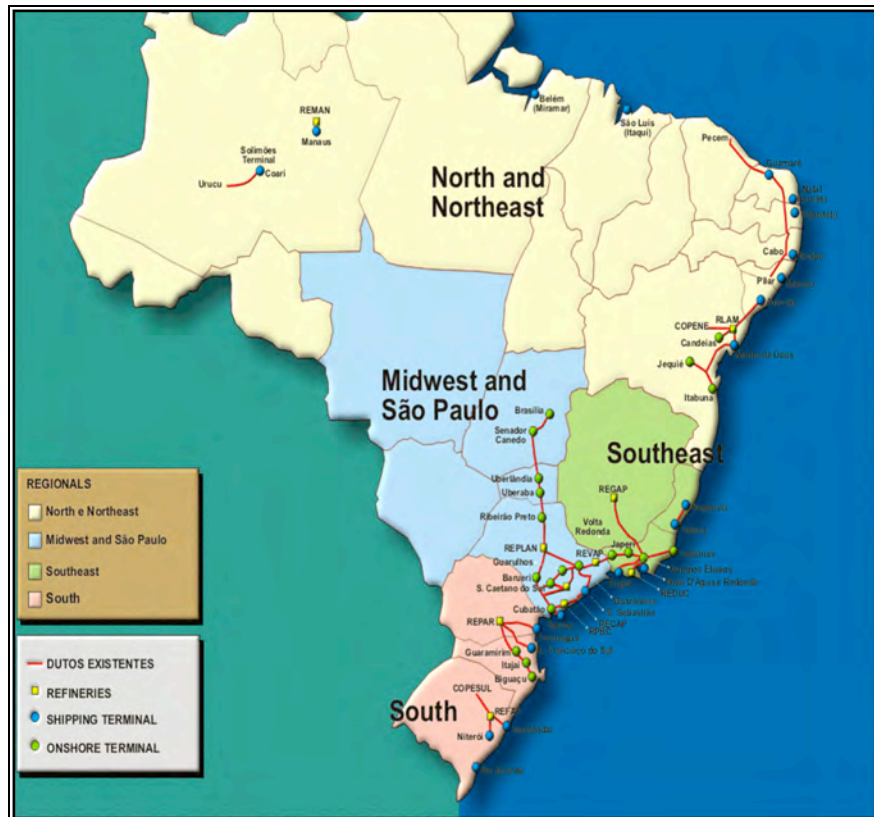 Belém
(Miramar)
São Luis
(Itaqui)
REMAN
Manaus
Pecem
Solimões
Terminal
Coari
Urucu
Guamaré
Natal
North and
Northeast
Cabo
Pilar
COPENE
RLAM
Candeias
Jequié
Itabuna
Midwest and
São Paulo
Brasília
Senador
Canedo
Southeast
Uberlândia
Uberaba
REGAP
Ribeirão Preto
Volta
Redonda
Japeri
REPLAN
REVAP
Guarulhos
Barueri
S. Caetano do Sul
REDUC
Cubatão
RECAP
RPBC
REPAR
Guaramirim
Itajaí
Biguaçu
COPESUL
South
Niterói
REGIONALS
North e Northeast
Midwest and São Paulo
Southeast
South
DUTOS EXISTENTES
REFINERIES
SHIPPING TERMINAL
ONSHORE TERMINAL